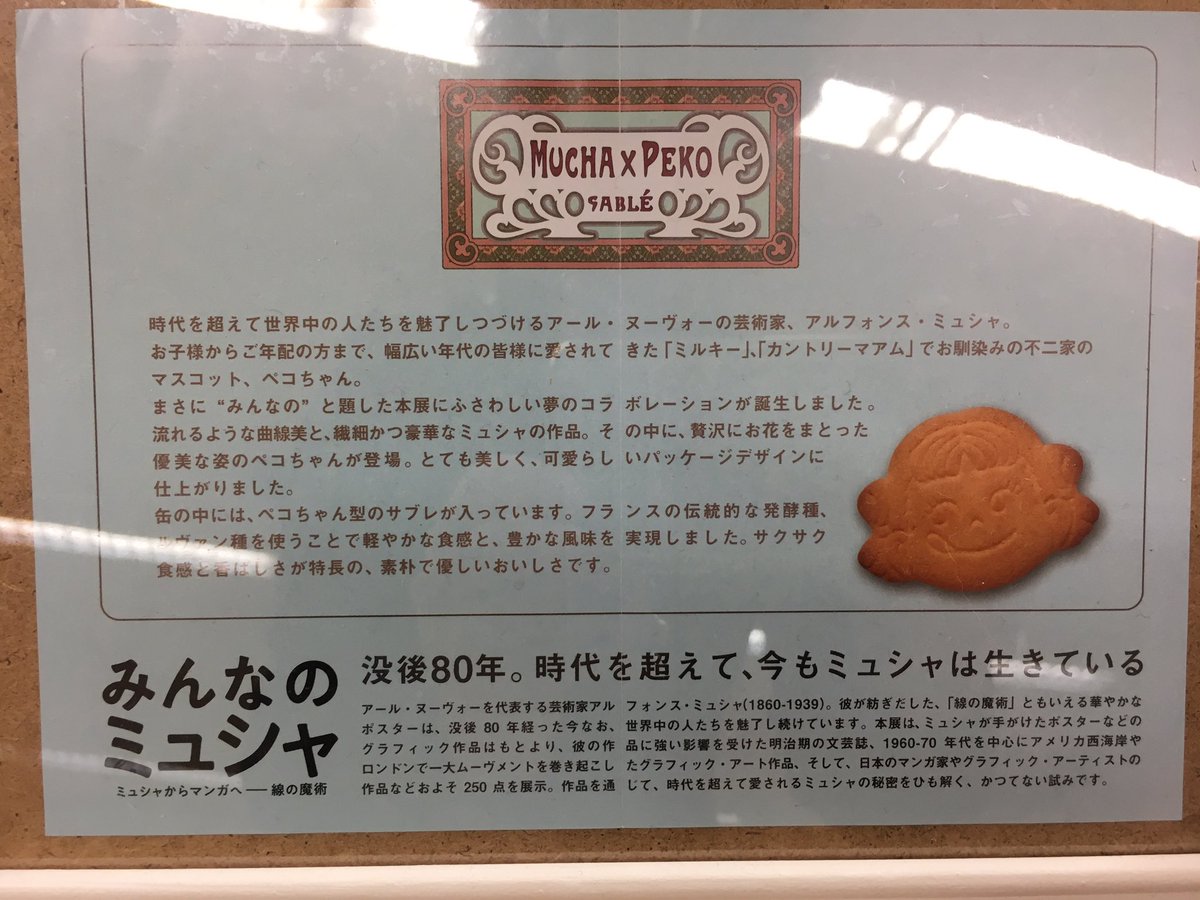 MUCHA X PEKO
SABLÉ
時代を超えて世界中の人たちを魅了しつづけるアール・ヌーヴォーの芸術家、アルフォンス・ミュシャ。
お子様からご年配の方まで、幅広い年代の皆様に愛されてきた「ミルキー」、「カントリーマアム」でお馴染みの不二家の
マスコット、ペコちゃん。
まさに“みんなの”と題した本展にふさわしい夢のコラボレーションが誕生しました。
流れるような曲線美と、繊細かつ豪華なミュシャの作品。その中に、贅沢にお花をまとった
優美な姿のペコちゃんが登場。とても美しく、可愛らしいパッケージデザインに
仕上がりました。
缶の中には、ペコちゃん型のサブレが入っています。フランスの伝統的な発酵種、
ルヴァン種を使うことで軽やかな食感と、豊かな風味を実現しました。サクサク
食感と香ばしさが特長の、素朴で優しいおいしさです。
みんなの
ミュシャ
ミュシャからマンガへ──線の魔術
没後80年。時代を超えて、今もミュシャは生きている
アール・ヌーヴォーを代表する芸術家アルフォンス・ミュシャ(1860-1939)。彼が紡ぎだした、「線の魔術」ともいえる華やかな
ポスターは、没後 80 年経った今なお、世界中の人たちを魅了し続けています。本展は、ミュシャが手がけたポスターなどの
グラフィック作品はもとより、彼の作品に強い影響を受けた明治期の文芸誌、1960-70 年代を中心にアメリカ西海岸や
ロンドンで一大ムーヴメントを巻き起こしたグラフィック・アート作品、そして、日本のマンガ家やグラフィック・アーティストの
作品などおよそ 250 点を展示。作品を通じて、時代を超えて愛されるミュシャの秘密をひも解く、かつてない試みです。